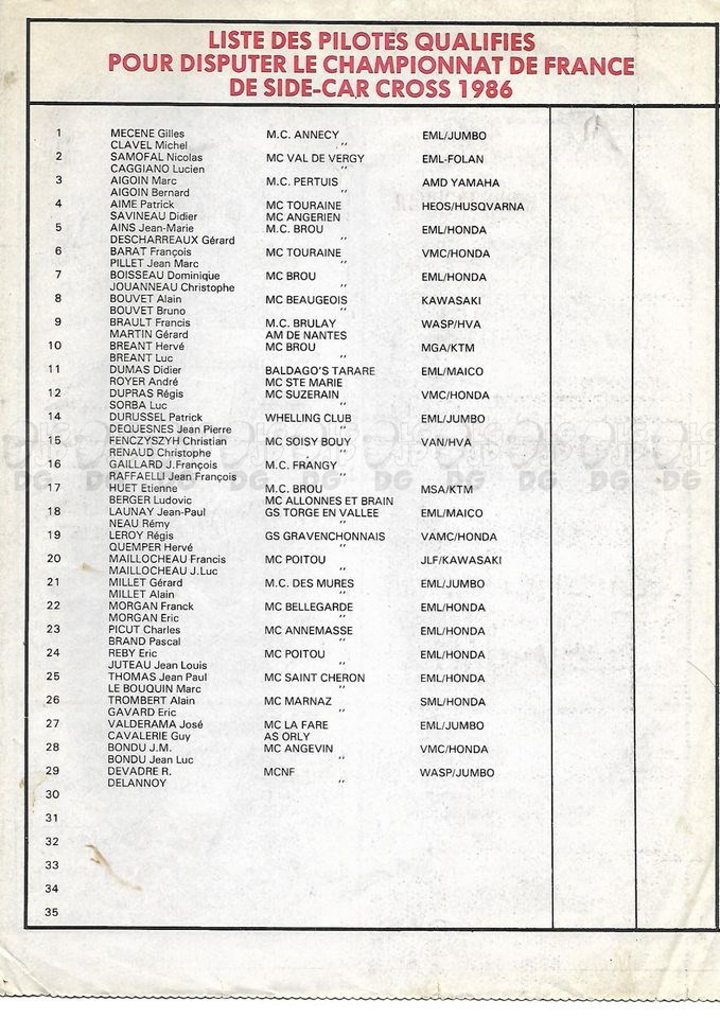 LISTE DES PILOTES QUALIFIES
POUR DISPUTER LE CHAMPIONNAT DE FRANCE
DE SIDE-CAR CROSS 1986
1 MECENE Gilles M.C. ANNECY EML/JUMBO
CLAVEL Michel ,,
2 SAMOFAL Nicolas MC VAL DE VERGY EML-FOLAN
CAGGIANO Lucien ,,
3 AIGOIN Marc M.C. PERTUIS AMD YAMAHA
AIGOIN Bernard ,,
4 AIME Patrick MC TOURAINE HEOS/HUSQVARNA
SAVINEAU Didier MC ANGERIEN
5 AINS Jean-Marie M.C. BROU EML/HONDA
DESCHARREAUX Gérard ,,
6 BARAT François MC TOURAINE VMC/HONDA
PILLET Jean Marc ,,
7 BOISSEAU Dominique MC BROU EML/HONDA
JOUANNEAU Christophe ,,
8 BOUVET Alain MC BEAUGEOIS KAWASAKI
BOUVET Bruno ,,
9 BRAULT Francis M.C. BRULAY WASP/HVA
MARTIN Gérard AM DE NANTES
10 BREANT Hervé MC BROU MGA/KTM
BREANT Luc ,,
11 DUMAS Didier BALDAGO'S TARARE EML/MAICO
ROYER André MC STE MARIE
12 DUPRAS Régis MC SUZERAIN VMC/HONDA
SORBA Luc ,,
14 DURUSSEL Patrick WHELLING CLUB EML/JUMBO
DEQUESNES Jean Pierre ,,
15 FENCZYSZYH Christian MC SOISY BOUY VAN/HVA
RENAUD Christophe ,,
16 GAILLARD J.François M.C. FRANGY
RAFFAELLI Jean François ,,
17 HUET Etienne M.C. BROU MSA/KTM
BERGER Ludovic MC ALLONNES ET BRAIN
18 LAUNAY Jean-Paul GS TORGE EN VALLEE EML/MAICO
NEAU Rémy ,,
19 LEROY Régis GS GRAVENCHONNAIS VAMC/HONDA
QUEMPER Hervé ,,
20 MAILLOCHEAU Francis MC POITOU JLF/KAWASAKI
MAILLOCHEAU J.Luc ,,
21 MILLET Gérard M.C. DES MURES EML/JUMBO
MILLET Alain ,,
22 MORGAN Franck MC BELLEGARDE EML/HONDA
MORGAN Eric ,,
23 PICUT Charles MC ANNEMASSE EML/HONDA
BRAND Pascal ,,
24 REBY Eric MC POITOU EML/HONDA
JUTEAU Jean Louis ,,
25 THOMAS Jean Paul MC SAINT CHERON EML/HONDA
LE BOUQUIN Marc ,,
26 TROMBERT Alain MC MARNAZ SML/HONDA
GAVARD Eric ,,
27 VALDERAMA José MC LA FARE EML/JUMBO
CAVALERIE Guy AS ORLY
28 BONDU J.M. MC ANGEVIN VMC/HONDA
BONDU Jean Luc ,,
29 DEVADRE R. MCNF WASP/JUMBO
DELANNOY ,,
30
31
32
33
34
35